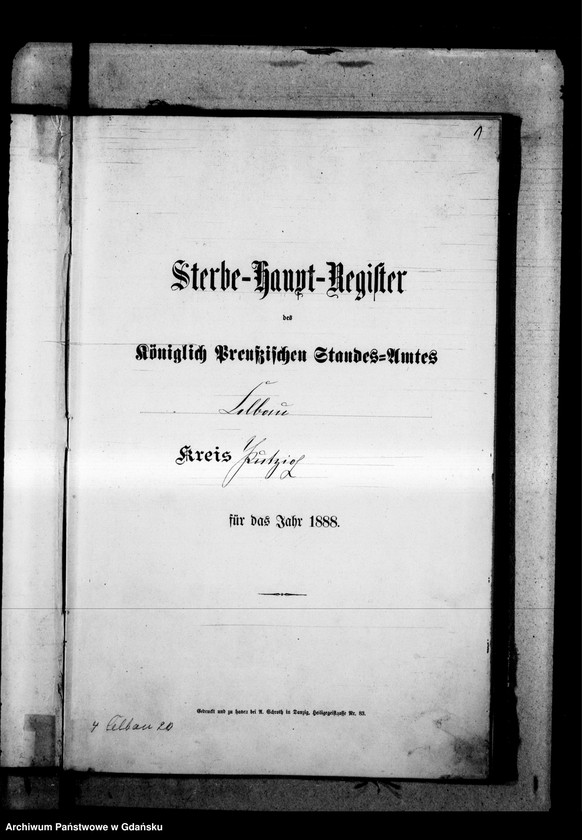 1
Sterbe-Haupt-Register
des
Königlich Preußischen Standes-Amtes
Celbau
Kreis Putzig
für das Jahr 1888.
Gedruckt und zu haben bei A. Schroth in Danzig, Heiligegeistgasse Nr. 83.
4 Celbau 20
Archiwum Państwowe w Gdańsku